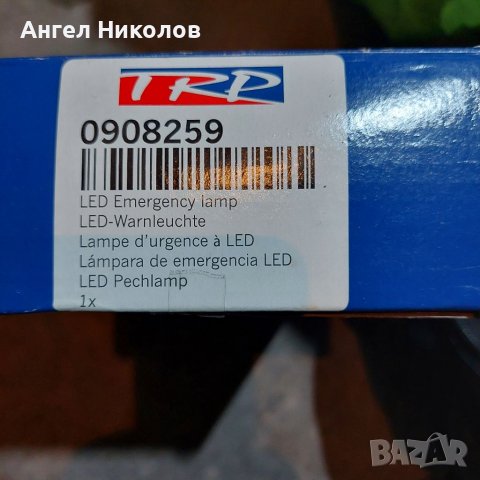 Ангел Николов
TRP
0908259
LED Emergency lamp
LED-Warnleuchte
Lampe d'urgence à LED
Lámpara de emergencia LED
LED Pechlamp
1x
BAZAR